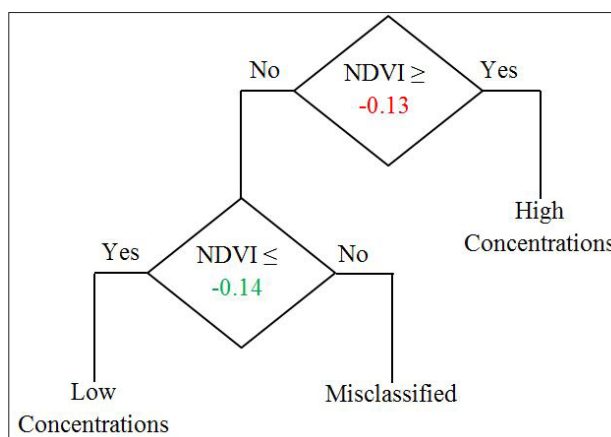 No
NDVI ≥
-0.13
Yes
High
Concentrations
Yes
NDVI ≤
-0.14
No
Low
Concentrations
Misclassified